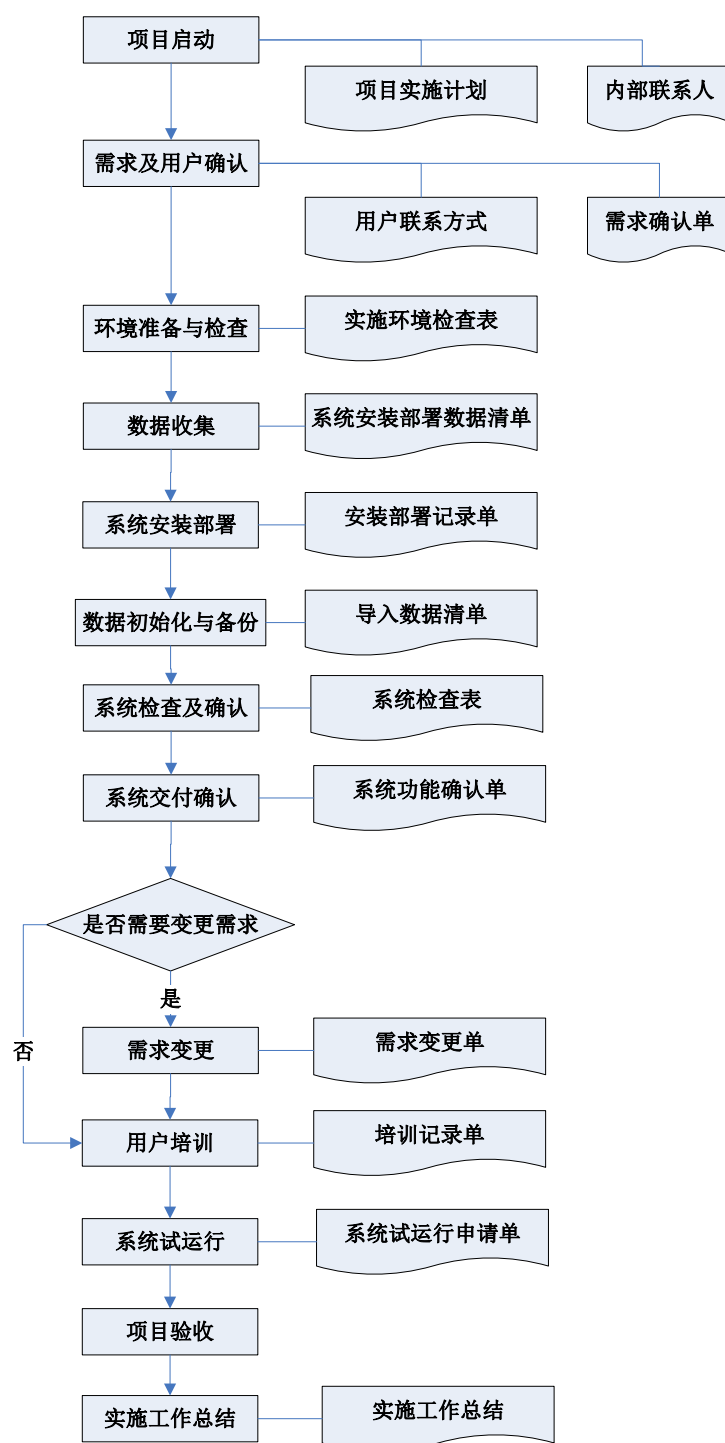 项目启动
项目实施计划
内部联系人
需求及用户确认
用户联系方式
需求确认单
环境准备与检查
实施环境检查表
数据收集
系统安装部署数据清单
系统安装部署
安装部署记录单
数据初始化与备份
导入数据清单
系统检查及确认
系统检查表
系统交付确认
系统功能确认单
是否需要变更需求
是
否
需求变更
需求变更单
用户培训
培训记录单
系统试运行
系统试运行申请单
项目验收
实施工作总结
实施工作总结